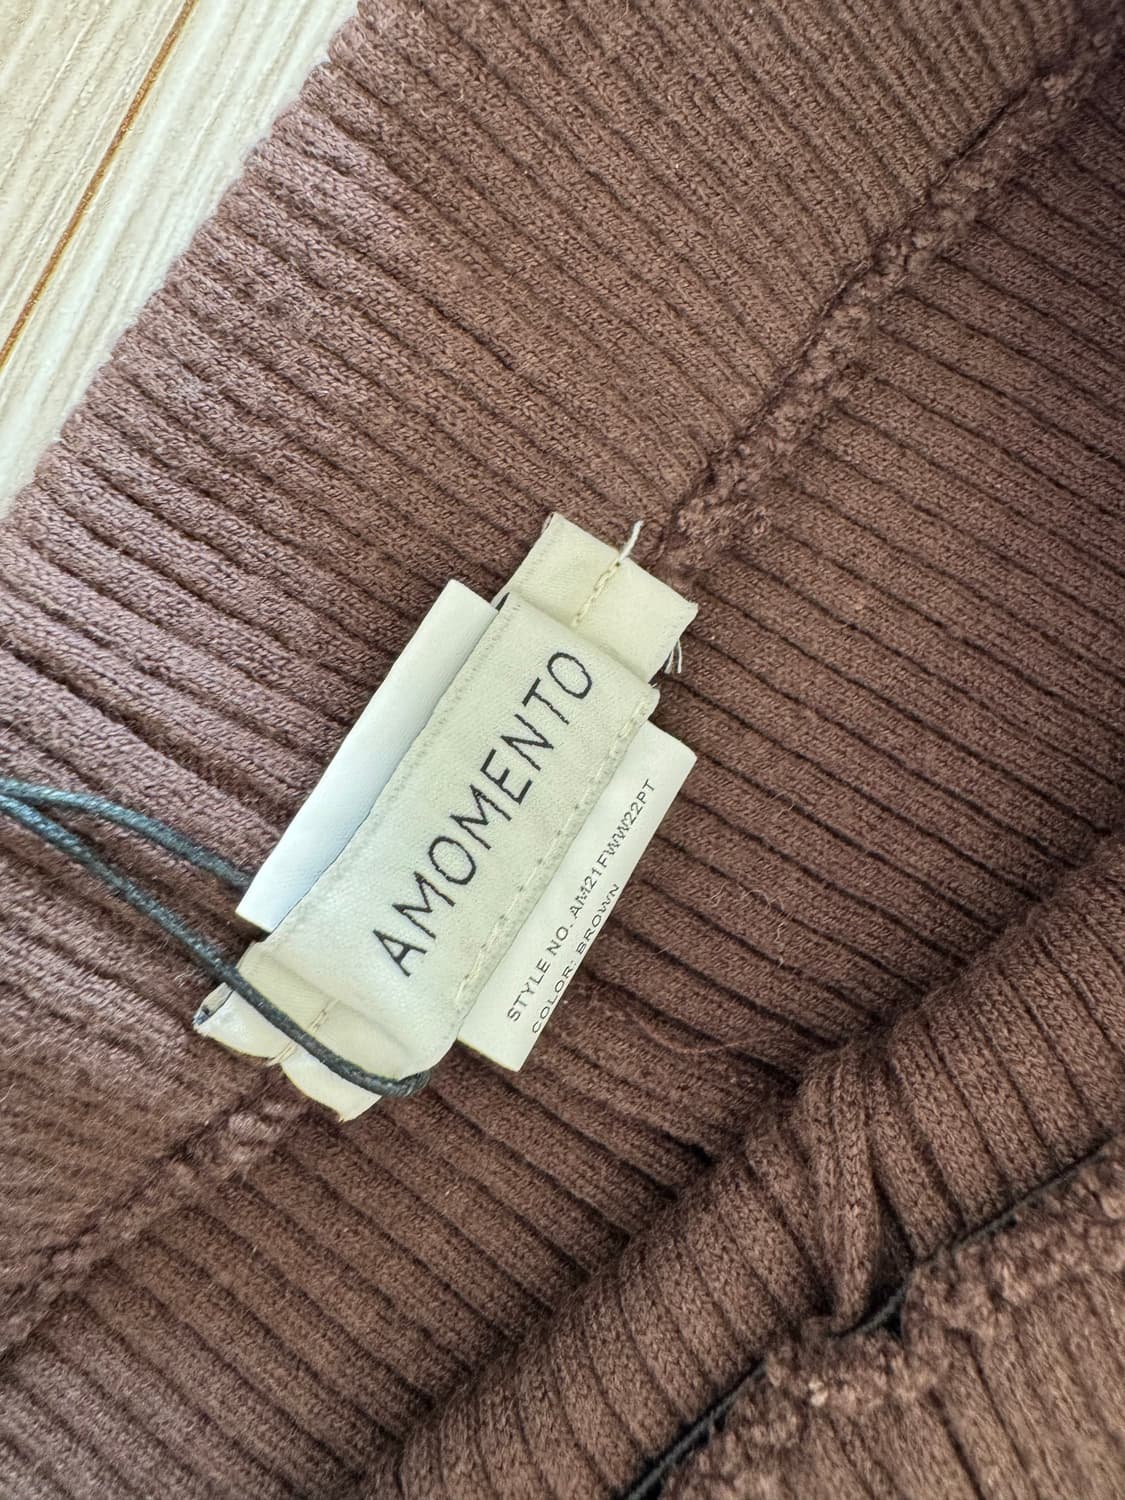 AMOMENTO
STYLE NO. AM21FWW22PT
COLOR: BROWN